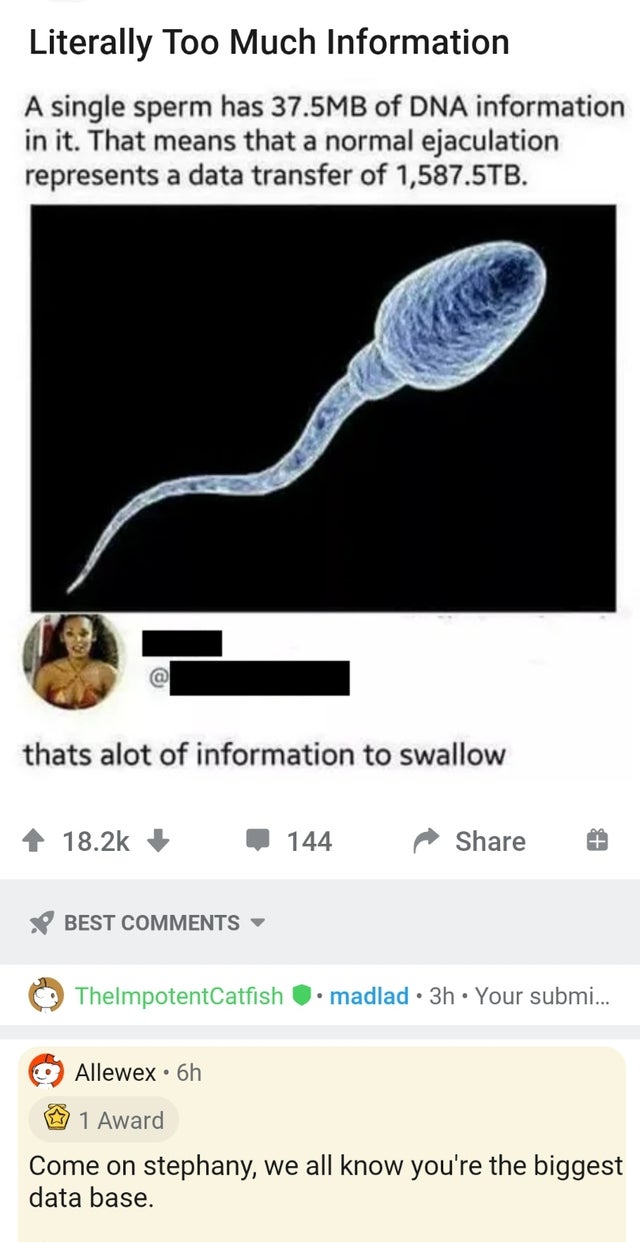 Literally Too Much Information
A single sperm has 37.5MB of DNA information
in it. That means that a normal ejaculation
represents a data transfer of 1,587.5TB.
@
thats alot of information to swallow
18.2k 144 Share
BEST COMMENTS
TheImpotentCatfish • madlad • 3h • Your submi...
Allewex • 6h
1 Award
Come on stephany, we all know you're the biggest
data base.